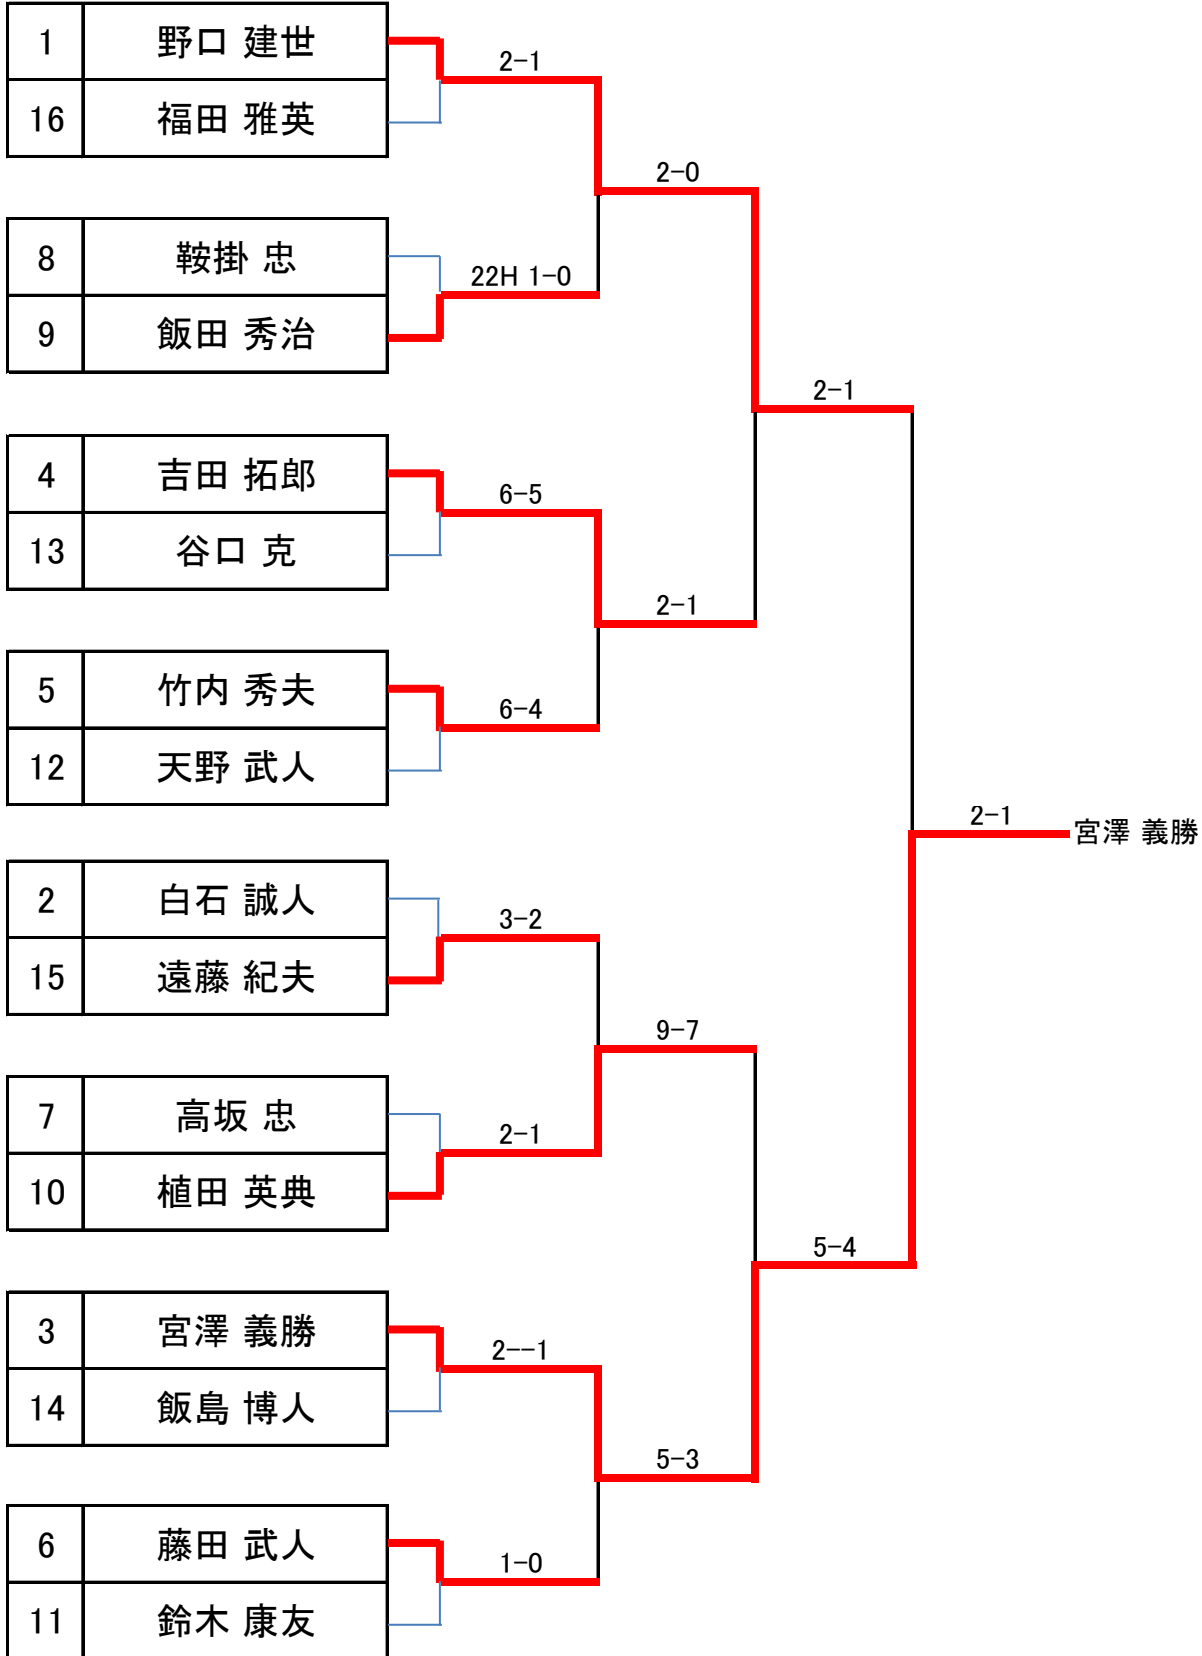 1 野口 建世
2-1
16 福田 雅英
2-0
8 鞍掛 忠
22H 1-0
9 飯田 秀治
2-1
4 吉田 拓郎
6-5
13 谷口 克
2-1
5 竹内 秀夫
6-4
12 天野 武人
2-1
宮澤 義勝
2 白石 誠人
3-2
15 遠藤 紀夫
9-7
7 高坂 忠
2-1
10 植田 英典
5-4
3 宮澤 義勝
2--1
14 飯島 博人
5-3
6 藤田 武人
1-0
11 鈴木 康友